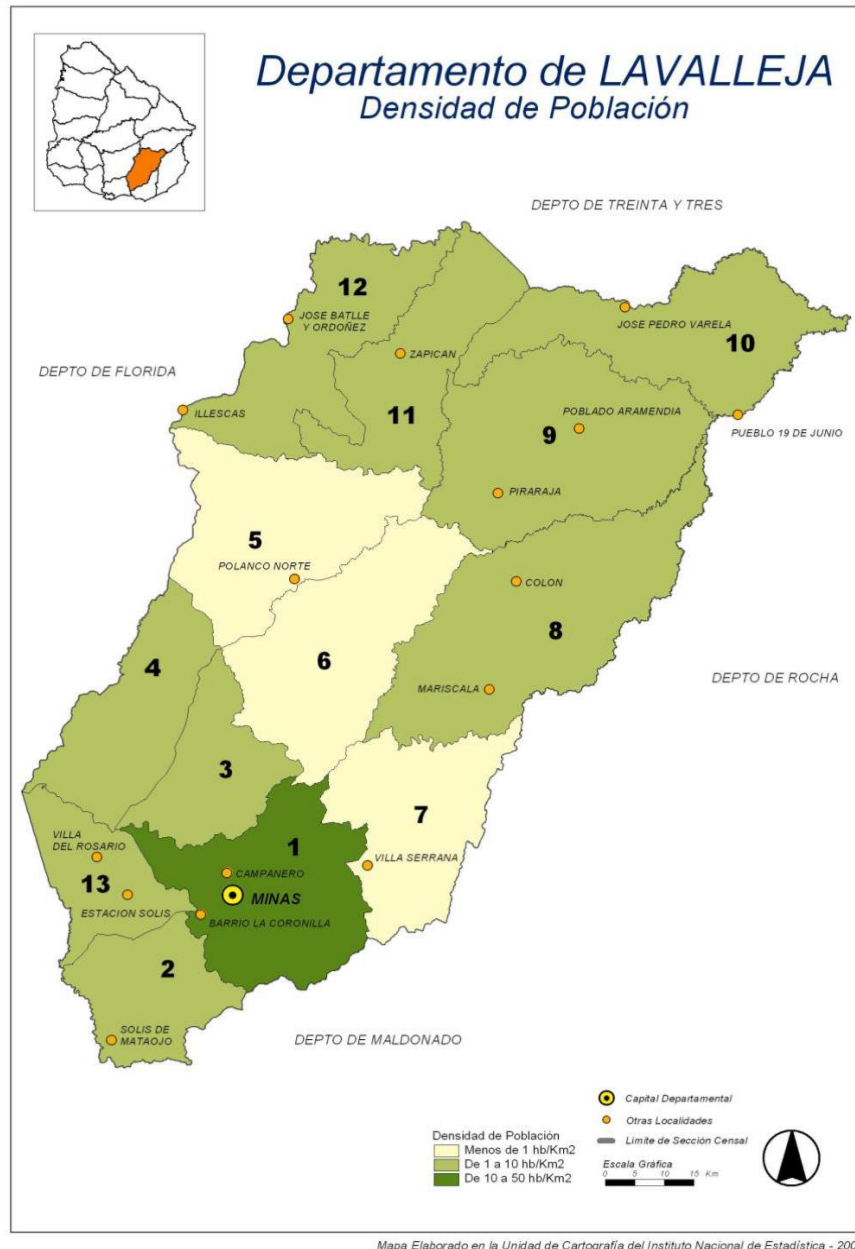 Departamento de LAVALLEJA
Densidad de Población
DEPTO DE TREINTA Y TRES
12
JOSE BATLLE
Y ORDOÑEZ
JOSE PEDRO VARELA
10
ZAPICAN
DEPTO DE FLORIDA
ILLESCAS
11
POBLADO ARAMENDIA
9
PUEBLO 19 DE JUNIO
PIRARAJA
5
POLANCO NORTE
COLON
8
6
4
MARISCALA
DEPTO DE ROCHA
3
7
VILLA
DEL ROSARIO
1
CAMPANERO
VILLA SERRANA
13
MINAS
ESTACION SOLIS
BARRIO LA CORONILLA
2
SOLIS DE
MATAOJO
DEPTO DE MALDONADO
Capital Departamental
Otras Localidades
Limite de Sección Censal
Densidad de Población
Menos de 1 hb/Km2
De 1 a 10 hb/Km2
De 10 a 50 hb/Km2
Escala Gráfica
0 5 10 15 Km
Mapa Elaborado en la Unidad de Cartografía del Instituto Nacional de Estadística -